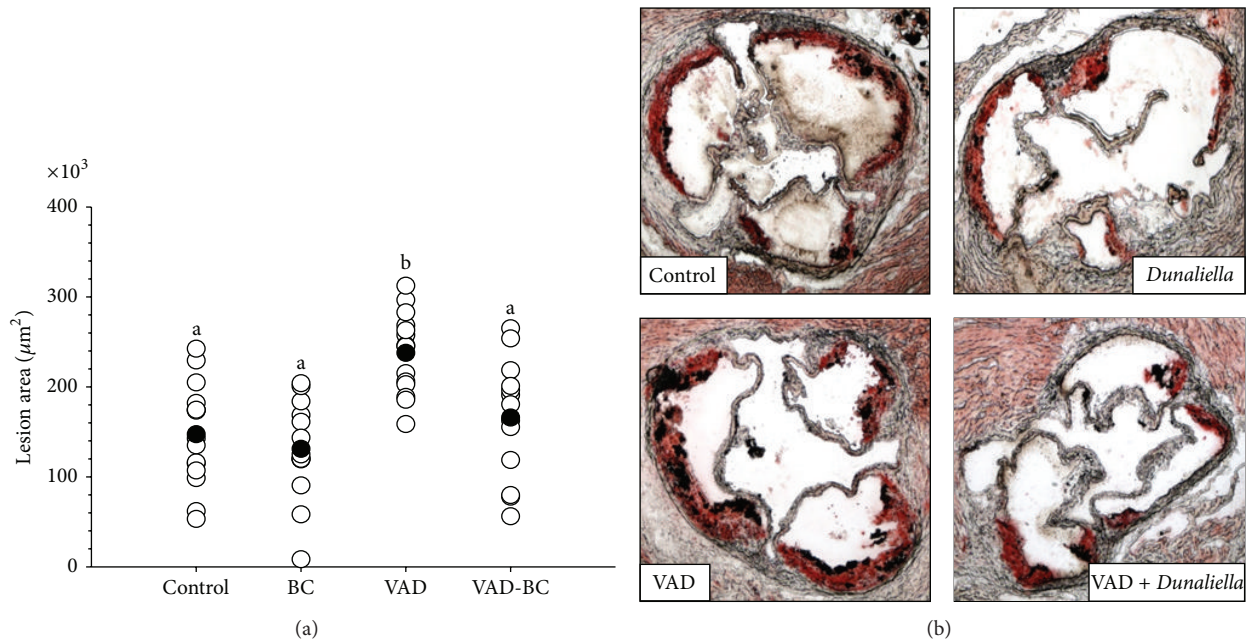 ×10³
400
300
200
100
0
Lesion area (μm²)
a
a
b
a
Control
BC
VAD
VAD-BC
(a)
Control
Dunaliella
VAD
VAD + Dunaliella
(b)